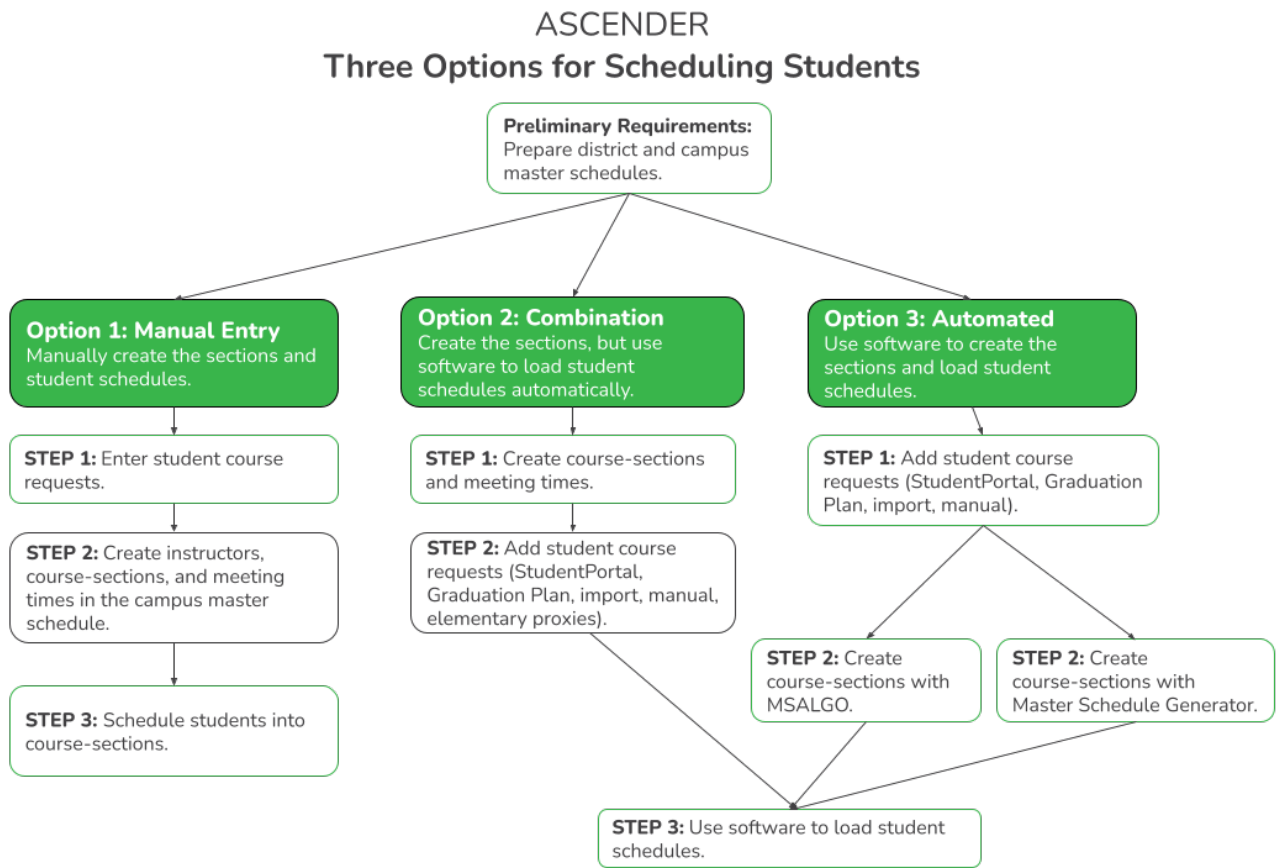 ASCENDER
Three Options for Scheduling Students
Preliminary Requirements:
Prepare district and campus
master schedules.
Option 1: Manual Entry
Manually create the sections and
student schedules.
Option 2: Combination
Create the sections, but use
software to load student
schedules automatically.
Option 3: Automated
Use software to create the
sections and load student
schedules.
STEP 1: Enter student course
requests.
STEP 1: Create course-sections
and meeting times.
STEP 1: Add student course
requests (StudentPortal, Graduation
Plan, import, manual).
STEP 2: Create instructors,
course-sections, and meeting
times in the campus master
schedule.
STEP 2: Add student course
requests (StudentPortal,
Graduation Plan, import, manual,
elementary proxies).
STEP 2: Create
course-sections with
MSALGO.
STEP 2: Create
course-sections with
Master Schedule Generator.
STEP 3: Schedule students into
course-sections.
STEP 3: Use software to load student
schedules.